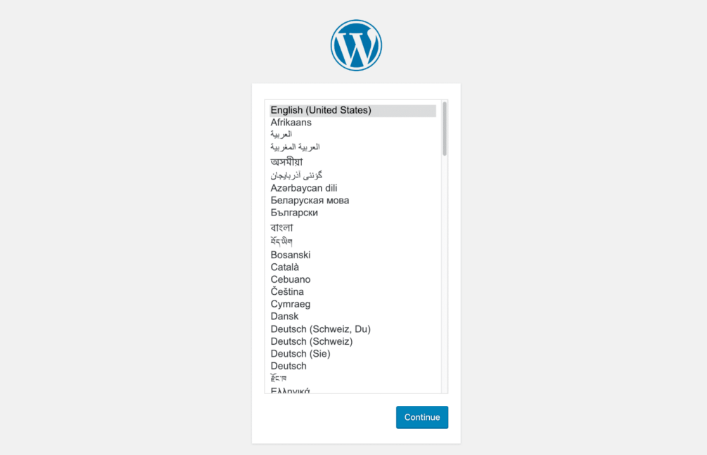 English (United States)
Afrikaans
العربية
العربية المغربية
অসমীয়া
گؤنئی آذربایجان
Azərbaycan dili
Беларуская мова
Български
বাংলা
བོད་ཡིག
Bosanski
Català
Cebuano
Čeština
Cymraeg
Dansk
Deutsch (Schweiz, Du)
Deutsch (Schweiz)
Deutsch (Sie)
Deutsch
རྫོང་ཁ
Ελληνικά
Continue